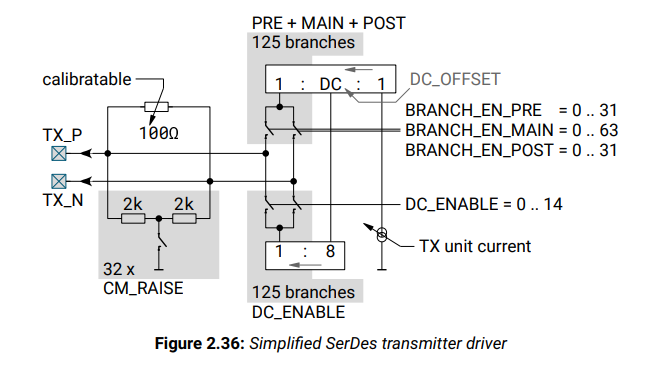 PRE + MAIN + POST
125 branches
calibratable
1 : DC : 1
DC_OFFSET
BRANCH_EN_PRE = 0 .. 31
TX_P
100Ω
BRANCH_EN_MAIN = 0 .. 63
BRANCH_EN_POST = 0 .. 31
TX_N
2k 2k
DC_ENABLE = 0 .. 14
1 : 8
TX unit current
32 x
CM_RAISE
125 branches
DC_ENABLE
Figure 2.36: Simplified SerDes transmitter driver